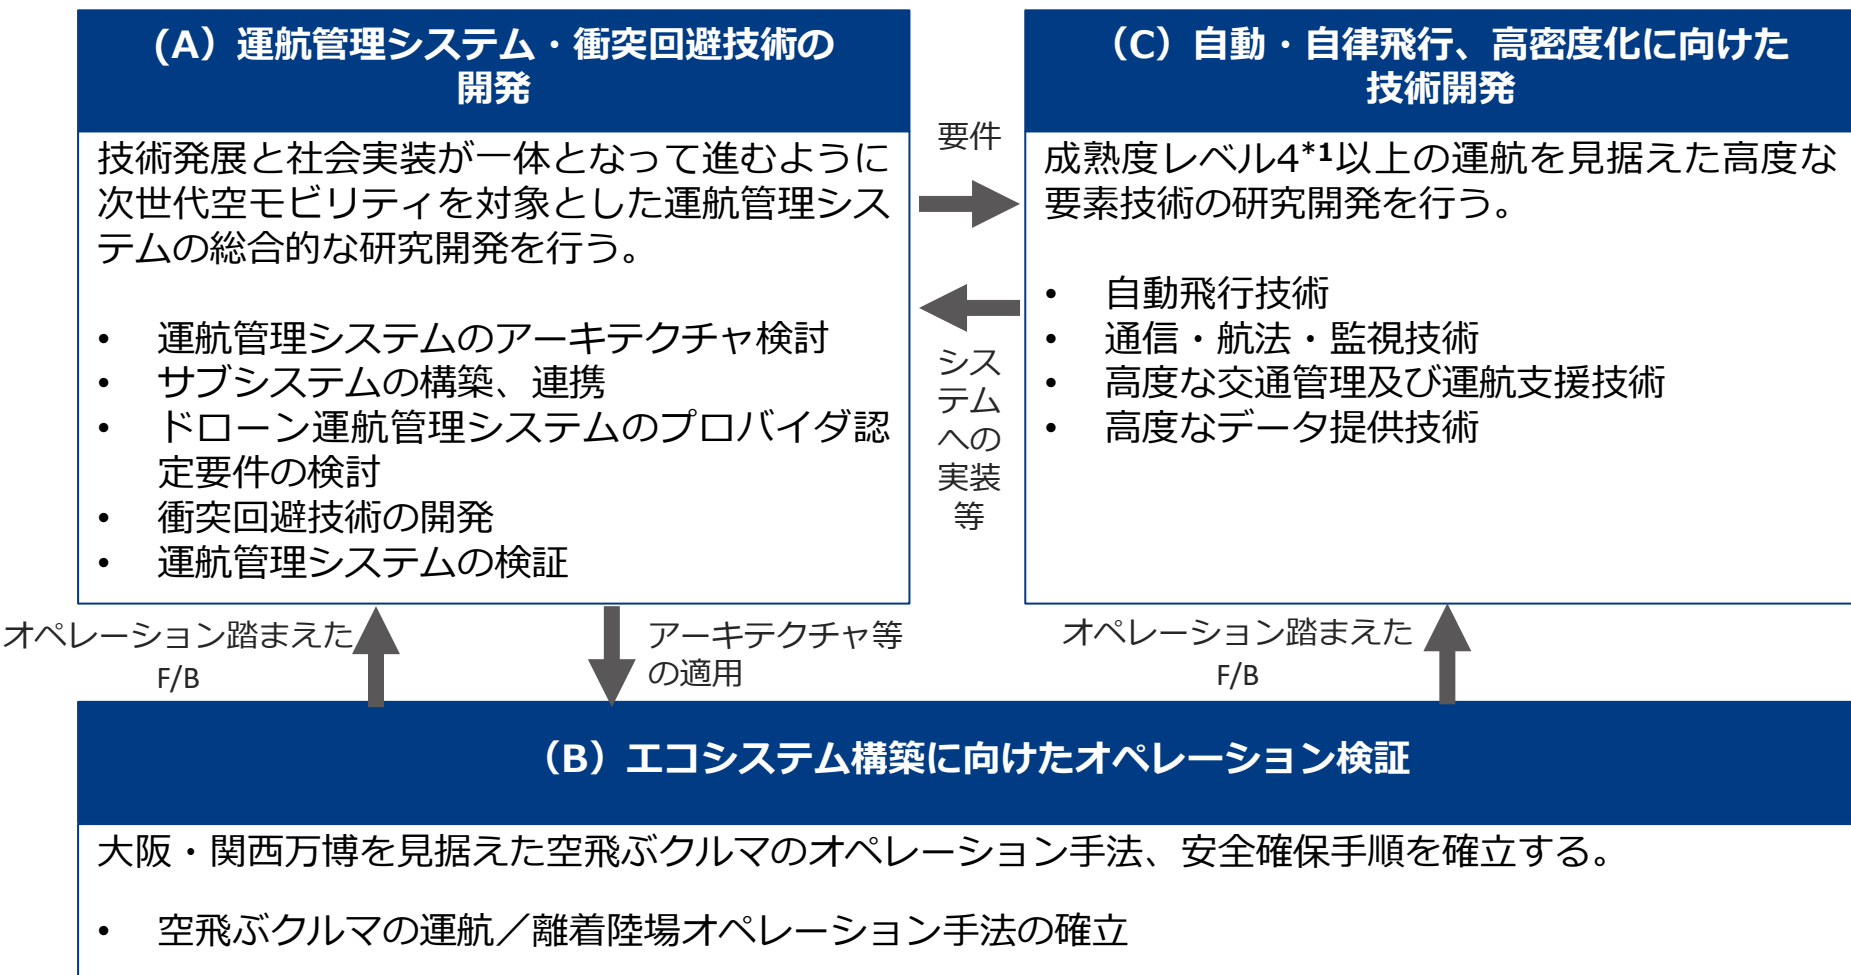 (A）運航管理システム・衝突回避技術の
開発
技術発展と社会実装が一体となって進むように
次世代空モビリティを対象とした運航管理シス
テムの総合的な研究開発を行う。
• 運航管理システムのアーキテクチャ検討
• サブシステムの構築、連携
• ドローン運航管理システムのプロバイダ認
定要件の検討
• 衝突回避技術の開発
• 運航管理システムの検証
要件
シス
テム
への
実装
等
（C）自動・自律飛行、高密度化に向けた
技術開発
成熟度レベル4*1以上の運航を見据えた高度な
要素技術の研究開発を行う。
• 自動飛行技術
• 通信・航法・監視技術
• 高度な交通管理及び運航支援技術
• 高度なデータ提供技術
オペレーション踏まえた
F/B
アーキテクチャ等
の適用
オペレーション踏まえた
F/B
（B）エコシステム構築に向けたオペレーション検証
大阪・関西万博を見据えた空飛ぶクルマのオペレーション手法、安全確保手順を確立する。
• 空飛ぶクルマの運航／離着陸場オペレーション手法の確立